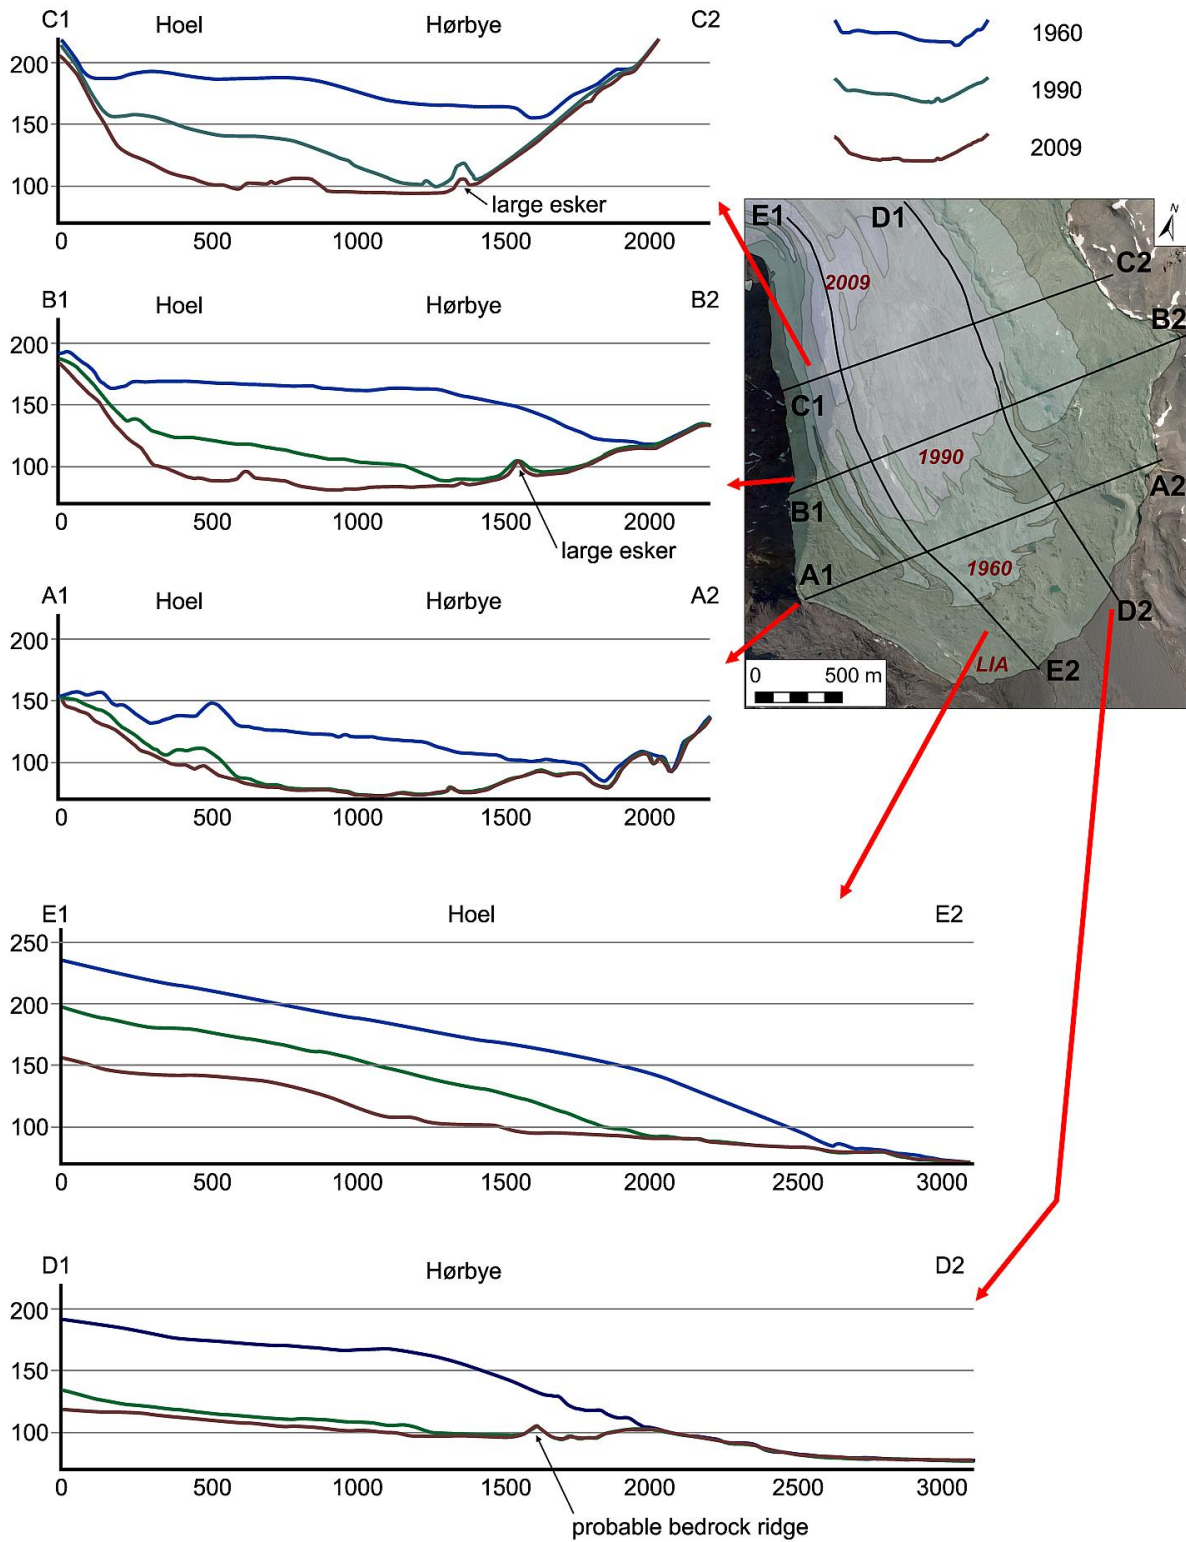 C1 Hoel Hørbye C2
200
150
100
0 500 1000 1500 2000
large esker
1960
1990
2009
B1 Hoel Hørbye B2
200
150
100
0 500 1000 1500 2000
large esker
A1 Hoel Hørbye A2
200
150
100
0 500 1000 1500 2000
E1 D1 N
C2
2009
B2
C1
1990
A2
B1
A1
1960
D2
LIA E2
0 500 m
E1 Hoel E2
250
200
150
100
0 500 1000 1500 2000 2500 3000
D1 Hørbye D2
200
150
100
0 500 1000 1500 2000 2500 3000
probable bedrock ridge